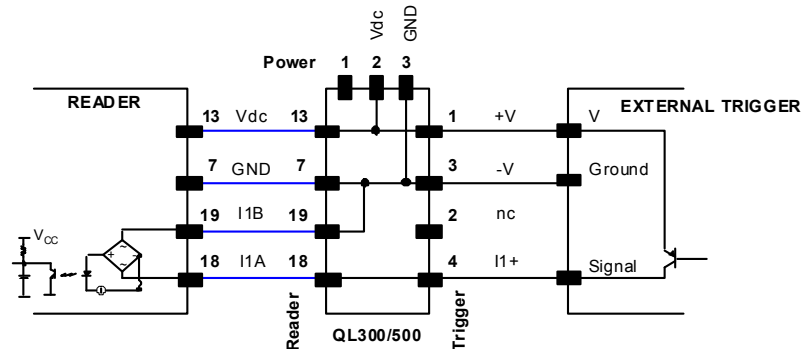 Vdc GND
Power 1 2 3
READER
EXTERNAL TRIGGER
13 Vdc 13 1 +V V
7 GND 7 3 -V Ground
19 I1B 19 2 nc
VCC
18 I1A 18 4 I1+ Signal
Reader
Trigger
QL300/500